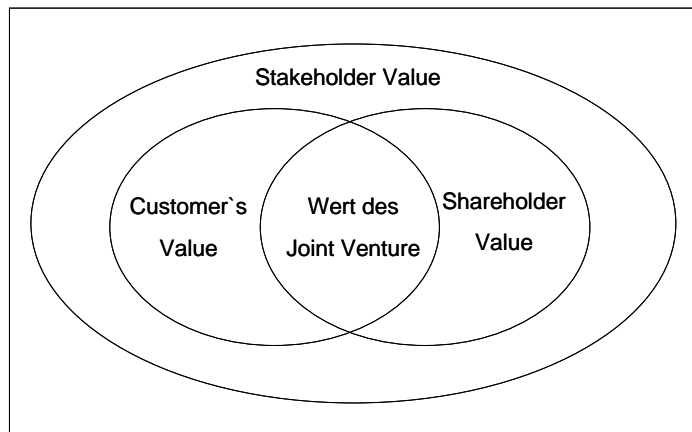 Stakeholder Value
Customer`s
Value
Wert des
Joint Venture
Shareholder
Value